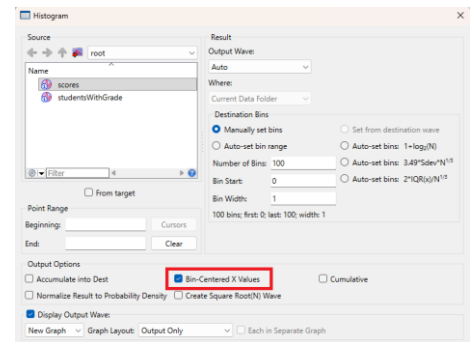 Histogram
Source
root
Name
scores
studentsWithGrade
Filter
From target
Point Range
Beginning:
Cursors
End:
Clear
Result
Output Wave:
Auto
Where:
Current Data Folder
Destination Bins
Manually set bins
Set from destination wave
Auto-set bin range
Auto-set bins: 1+log₂(N)
Number of Bins: 100
Auto-set bins: 3.49*Sdev*N^1/3
Bin Start: 0
Auto-set bins: 2*IQR(x)/N^1/3
Bin Width: 1
100 bins; first: 0; last: 100; width: 1
Output Options
Accumulate into Dest
Bin-Centered X Values
Cumulative
Normalize Result to Probability Density
Create Square Root(N) Wave
Display Output Wave:
New Graph
Graph Layout: Output Only
Each in Separate Graph